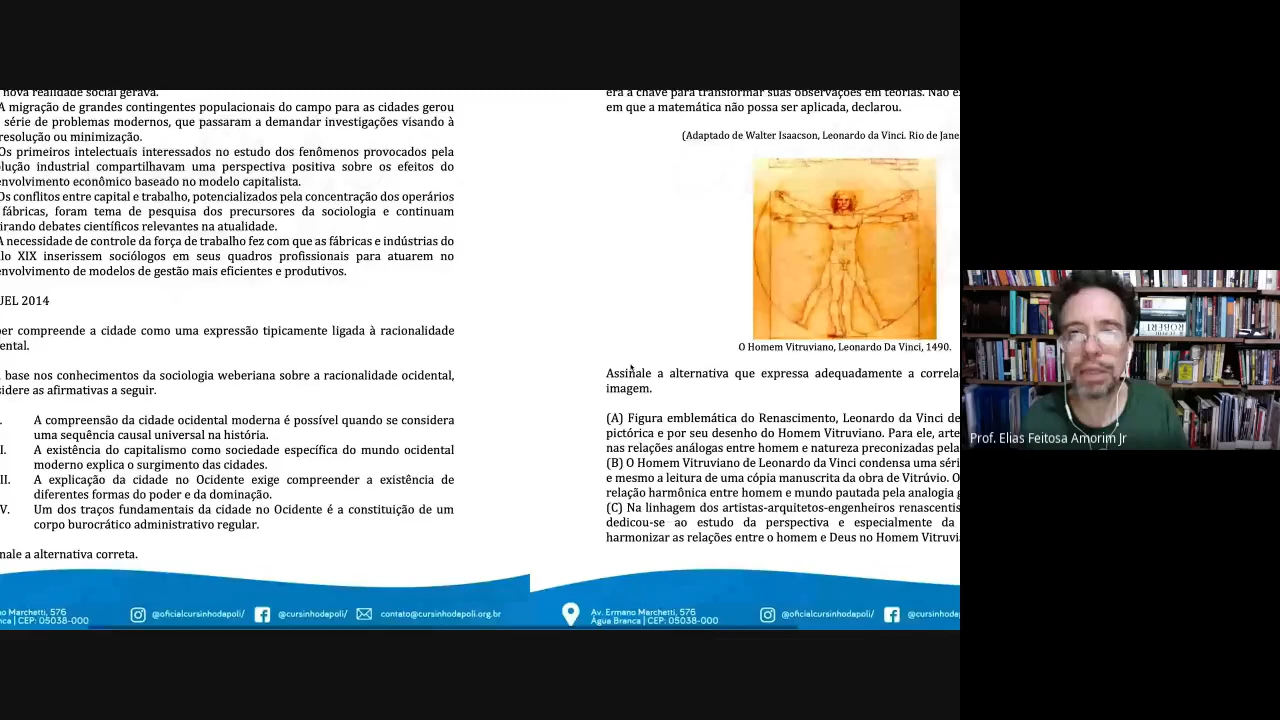 nova realidade social gerava.
A migração de grandes contingentes populacionais do campo para as cidades gerou
série de problemas modernos, que passaram a demandar investigações visando à
resolução ou minimização.
Os primeiros intelectuais interessados no estudo dos fenômenos provocados pela
lução industrial compartilhavam uma perspectiva positiva sobre os efeitos do
envolvimento econômico baseado no modelo capitalista.
Os conflitos entre capital e trabalho, potencializados pela concentração dos operários
fábricas, foram tema de pesquisa dos precursores da sociologia e continuam
irando debates científicos relevantes na atualidade.
A necessidade de controle da força de trabalho fez com que as fábricas e indústrias do
lo XIX inserissem sociólogos em seus quadros profissionais para atuarem no
envolvimento de modelos de gestão mais eficientes e produtivos.
UEL 2014
er compreende a cidade como uma expressão tipicamente ligada à racionalidade
ental.
base nos conhecimentos da sociologia weberiana sobre a racionalidade ocidental,
sidere as afirmativas a seguir.
I. A compreensão da cidade ocidental moderna é possível quando se considera
uma sequência causal universal na história.
I. A existência do capitalismo como sociedade específica do mundo ocidental
moderno explica o surgimento das cidades.
II. A explicação da cidade no Ocidente exige compreender a existência de
diferentes formas do poder e da dominação.
V. Um dos traços fundamentais da cidade no Ocidente é a constituição de um
corpo burocrático administrativo regular.
nale a alternativa correta.
no Marchetti, 576
nca | CEP: 05038-000
@oficialcursinhodapoli/
@cursinhodapoli/
contato@cursinhodapoli.org.br
era a chave para transformar suas observações em teorias. Não e
em que a matemática não possa ser aplicada, declarou.
(Adaptado de Walter Isaacson, Leonardo da Vinci. Rio de Jane
O Homem Vitruviano, Leonardo Da Vinci, 1490.
Assinale a alternativa que expressa adequadamente a correla
imagem.
(A) Figura emblemática do Renascimento, Leonardo da Vinci de
pictórica e por seu desenho do Homem Vitruviano. Para ele, arte
nas relações análogas entre homem e natureza preconizadas pela
(B) O Homem Vitruviano de Leonardo da Vinci condensa uma séri
e mesmo a leitura de uma cópia manuscrita da obra de Vitrúvio. O
relação harmônica entre homem e mundo pautada pela analogia g
(C) Na linhagem dos artistas-arquitetos-engenheiros renascentis
dedicou-se ao estudo da perspectiva e especialmente da
harmonizar as relações entre o homem e Deus no Homem Vitruvi
Av. Ermano Marchetti, 576
Água Branca | CEP: 05038-000
@oficialcursinhodapoli/
@cursinho
ROBERT
Prof. Elias Feitosa Amorim Jr